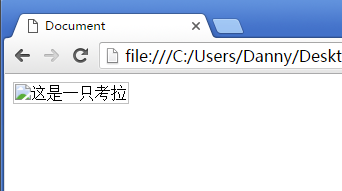 Document
file:///C:/Users/Danny/Deskt
这是一只考拉